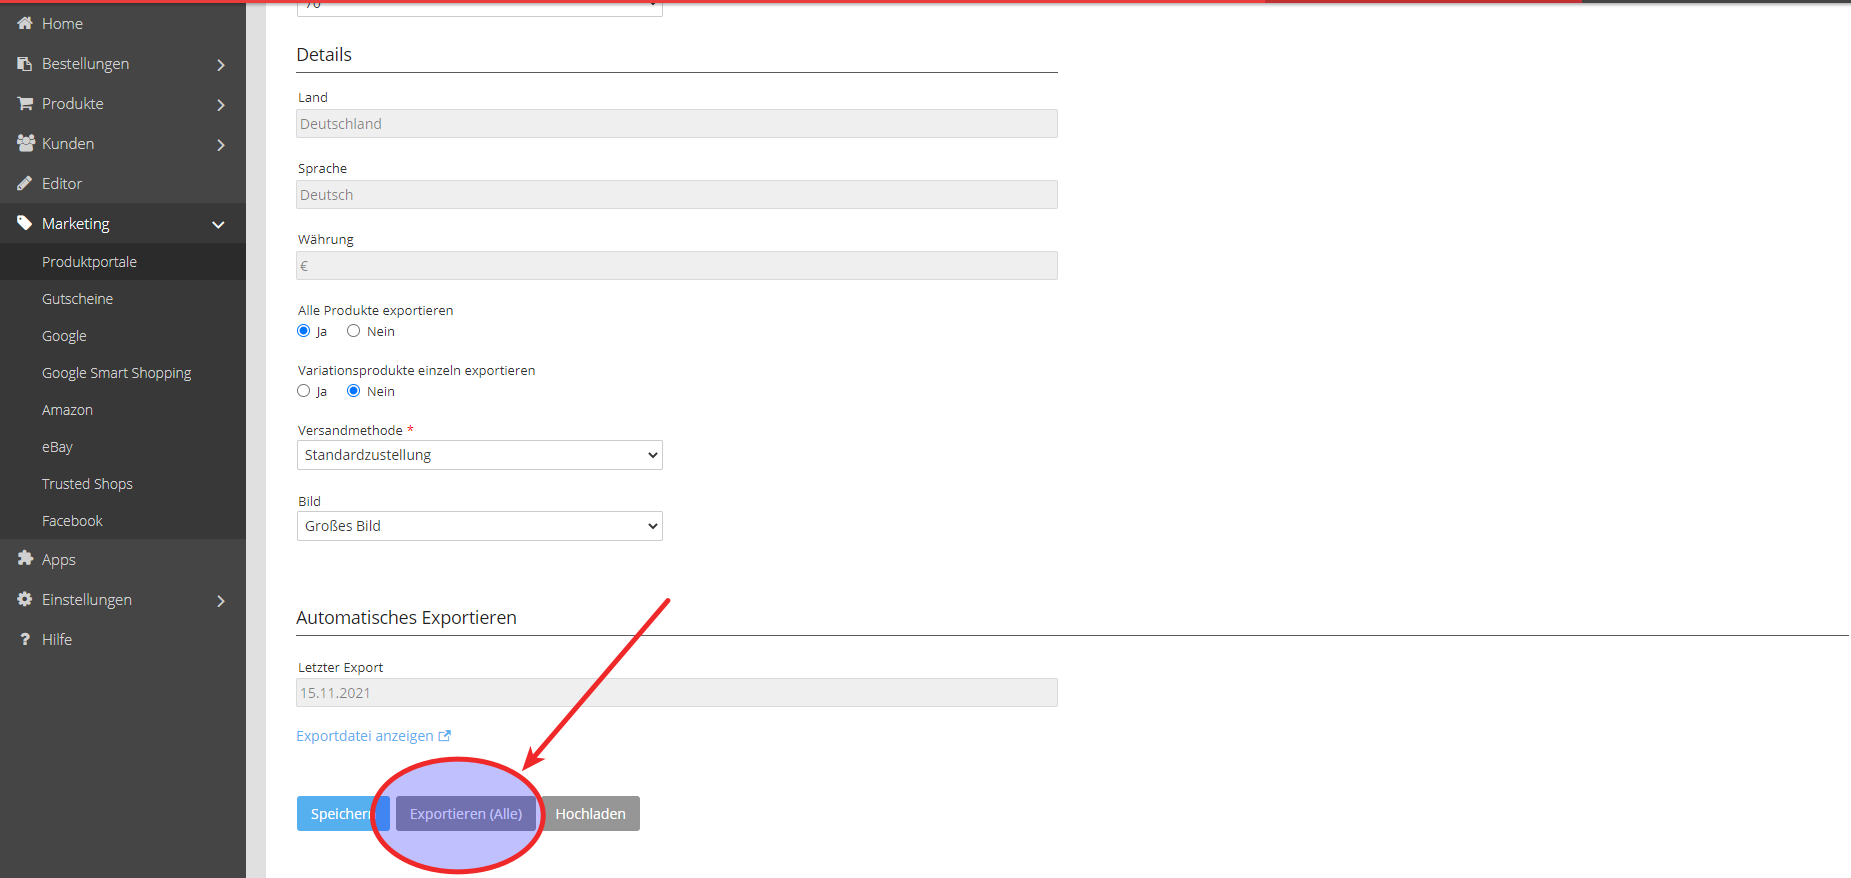 Home
Bestellungen
Produkte
Kunden
Editor
Marketing
Produktportale
Gutscheine
Google
Google Smart Shopping
Amazon
eBay
Trusted Shops
Facebook
Apps
Einstellungen
? Hilfe
Details
Land
Deutschland
Sprache
Deutsch
Währung
€
Alle Produkte exportieren
Ja Nein
Variationsprodukte einzeln exportieren
Ja Nein
Versandmethode *
Standardzustellung
Bild
Großes Bild
Automatisches Exportieren
Letzter Export
15.11.2021
Exportdatei anzeigen
Speichern Exportieren (Alle) Hochladen